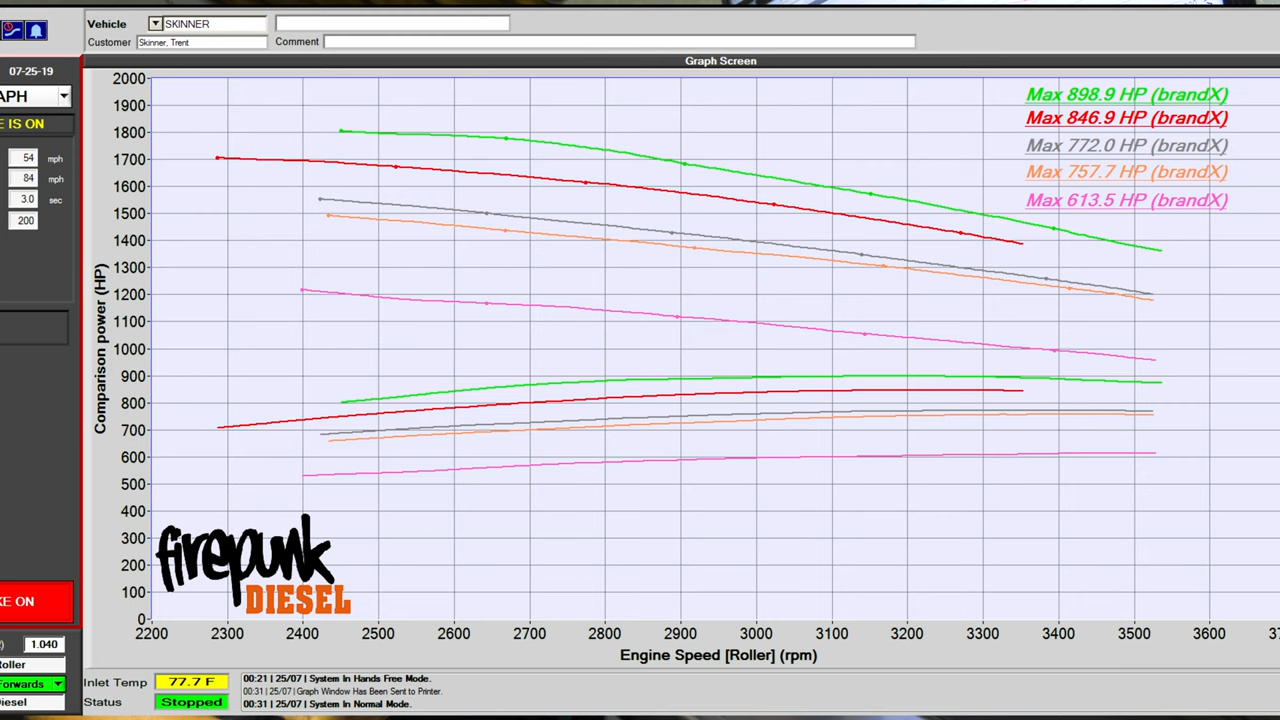 Vehicle SKINNER
Customer Skinner, Trent Comment
07-25-19
Graph Screen
APH
E IS ON
54 mph
84 mph
3.0 sec
200
KE ON
1.040
Roller
Forwards
Diesel
Comparison power (HP)
2000
1900
1800
1700
1600
1500
1400
1300
1200
1100
1000
900
800
700
600
500
400
300
200
100
0
Max 898.9 HP (brandX)
Max 846.9 HP (brandX)
Max 772.0 HP (brandX)
Max 757.7 HP (brandX)
Max 613.5 HP (brandX)
firepunk
DIESEL
2200 2300 2400 2500 2600 2700 2800 2900 3000 3100 3200 3300 3400 3500 3600
Engine Speed [Roller] (rpm)
Inlet Temp 77.7 F
Status Stopped
00:21 | 25/07 | System In Hands Free Mode.
00:31 | 25/07 | Graph Window Has Been Sent to Printer.
00:31 | 25/07 | System In Normal Mode.